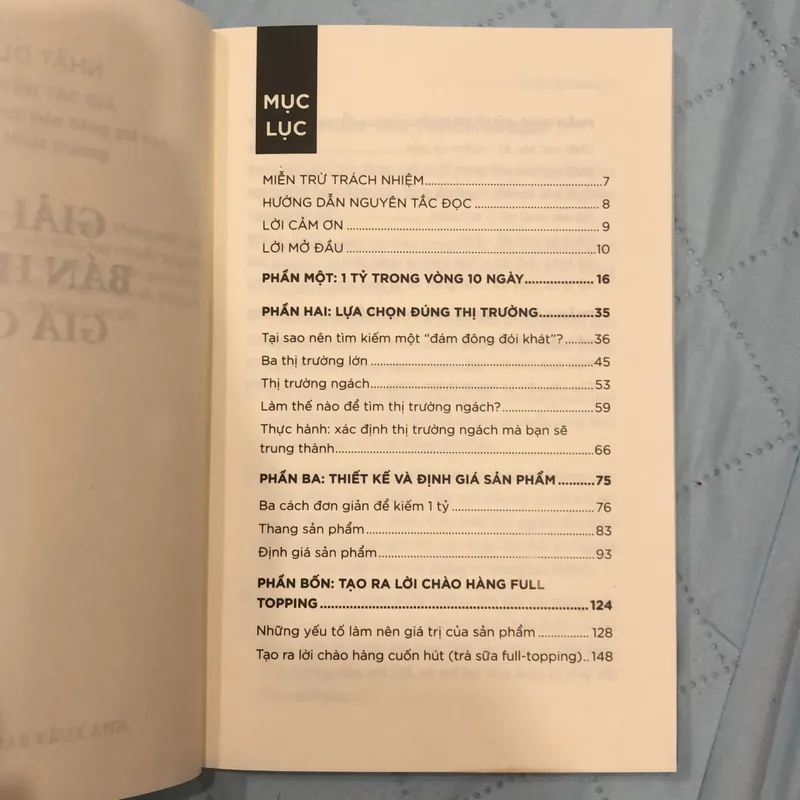 MỤC
LỤC
MIỄN TRỪ TRÁCH NHIỆM....................7
HƯỚNG DẪN NGUYÊN TẮC ĐỌC....................8
LỜI CẢM ƠN....................9
LỜI MỞ ĐẦU....................10
PHẦN MỘT: 1 TỶ TRONG VÒNG 10 NGÀY....................16
PHẦN HAI: LỰA CHỌN ĐÚNG THỊ TRƯỜNG....................35
Tại sao nên tìm kiếm một “đám đông đói khát”?..........36
Ba thị trường lớn....................45
Thị trường ngách....................53
Làm thế nào để tìm thị trường ngách?....................59
Thực hành: xác định thị trường ngách mà bạn sẽ
trung thành....................66
PHẦN BA: THIẾT KẾ VÀ ĐỊNH GIÁ SẢN PHẨM..........75
Ba cách đơn giản để kiếm 1 tỷ....................76
Thang sản phẩm....................83
Định giá sản phẩm....................93
PHẦN BỐN: TẠO RA LỜI CHÀO HÀNG FULL
TOPPING....................124
Những yếu tố làm nên giá trị của sản phẩm....................128
Tạo ra lời chào hàng cuốn hút (trà sữa full-topping)..148